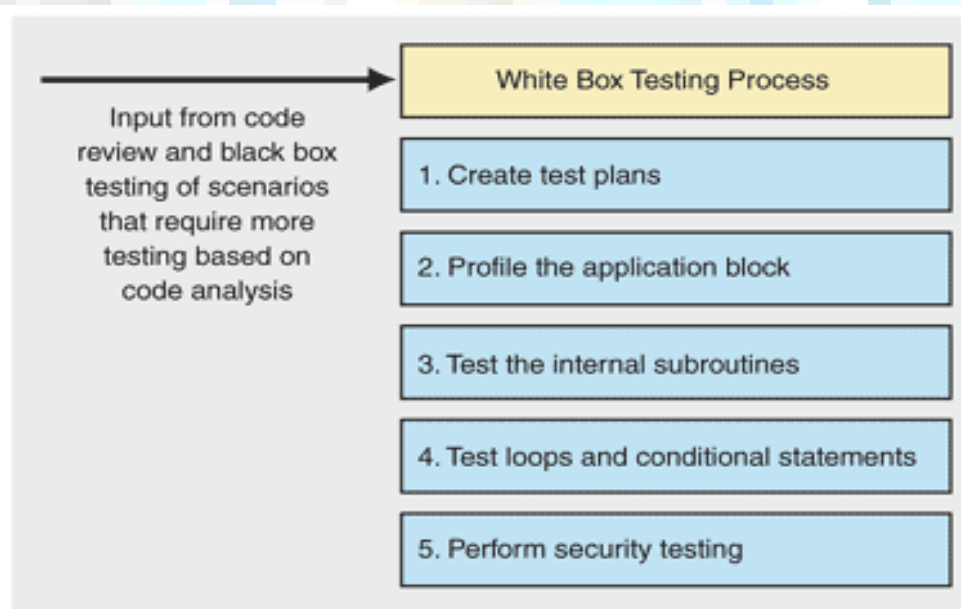 White Box Testing Process
Input from code
review and black box
testing of scenarios
that require more
testing based on
code analysis
1. Create test plans
2. Profile the application block
3. Test the internal subroutines
4. Test loops and conditional statements
5. Perform security testing